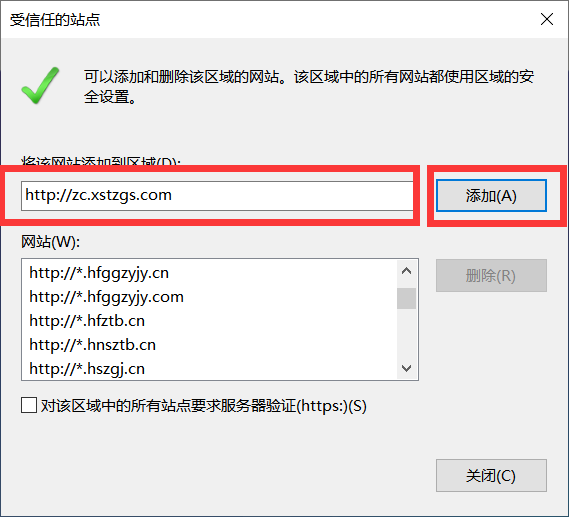 受信任的站点
可以添加和删除该区域的网站。该区域中的所有网站都使用区域的安
全设置。
将该网站添加到区域(D):
http://zc.xstzgs.com
添加(A)
网站(W):
http://*.hfggzyjy.cn
http://*.hfggzyjy.com
http://*.hfztb.cn
http://*.hnsztb.cn
http://*.hszgj.cn
删除(R)
对该区域中的所有站点要求服务器验证(https:)(S)
关闭(C)